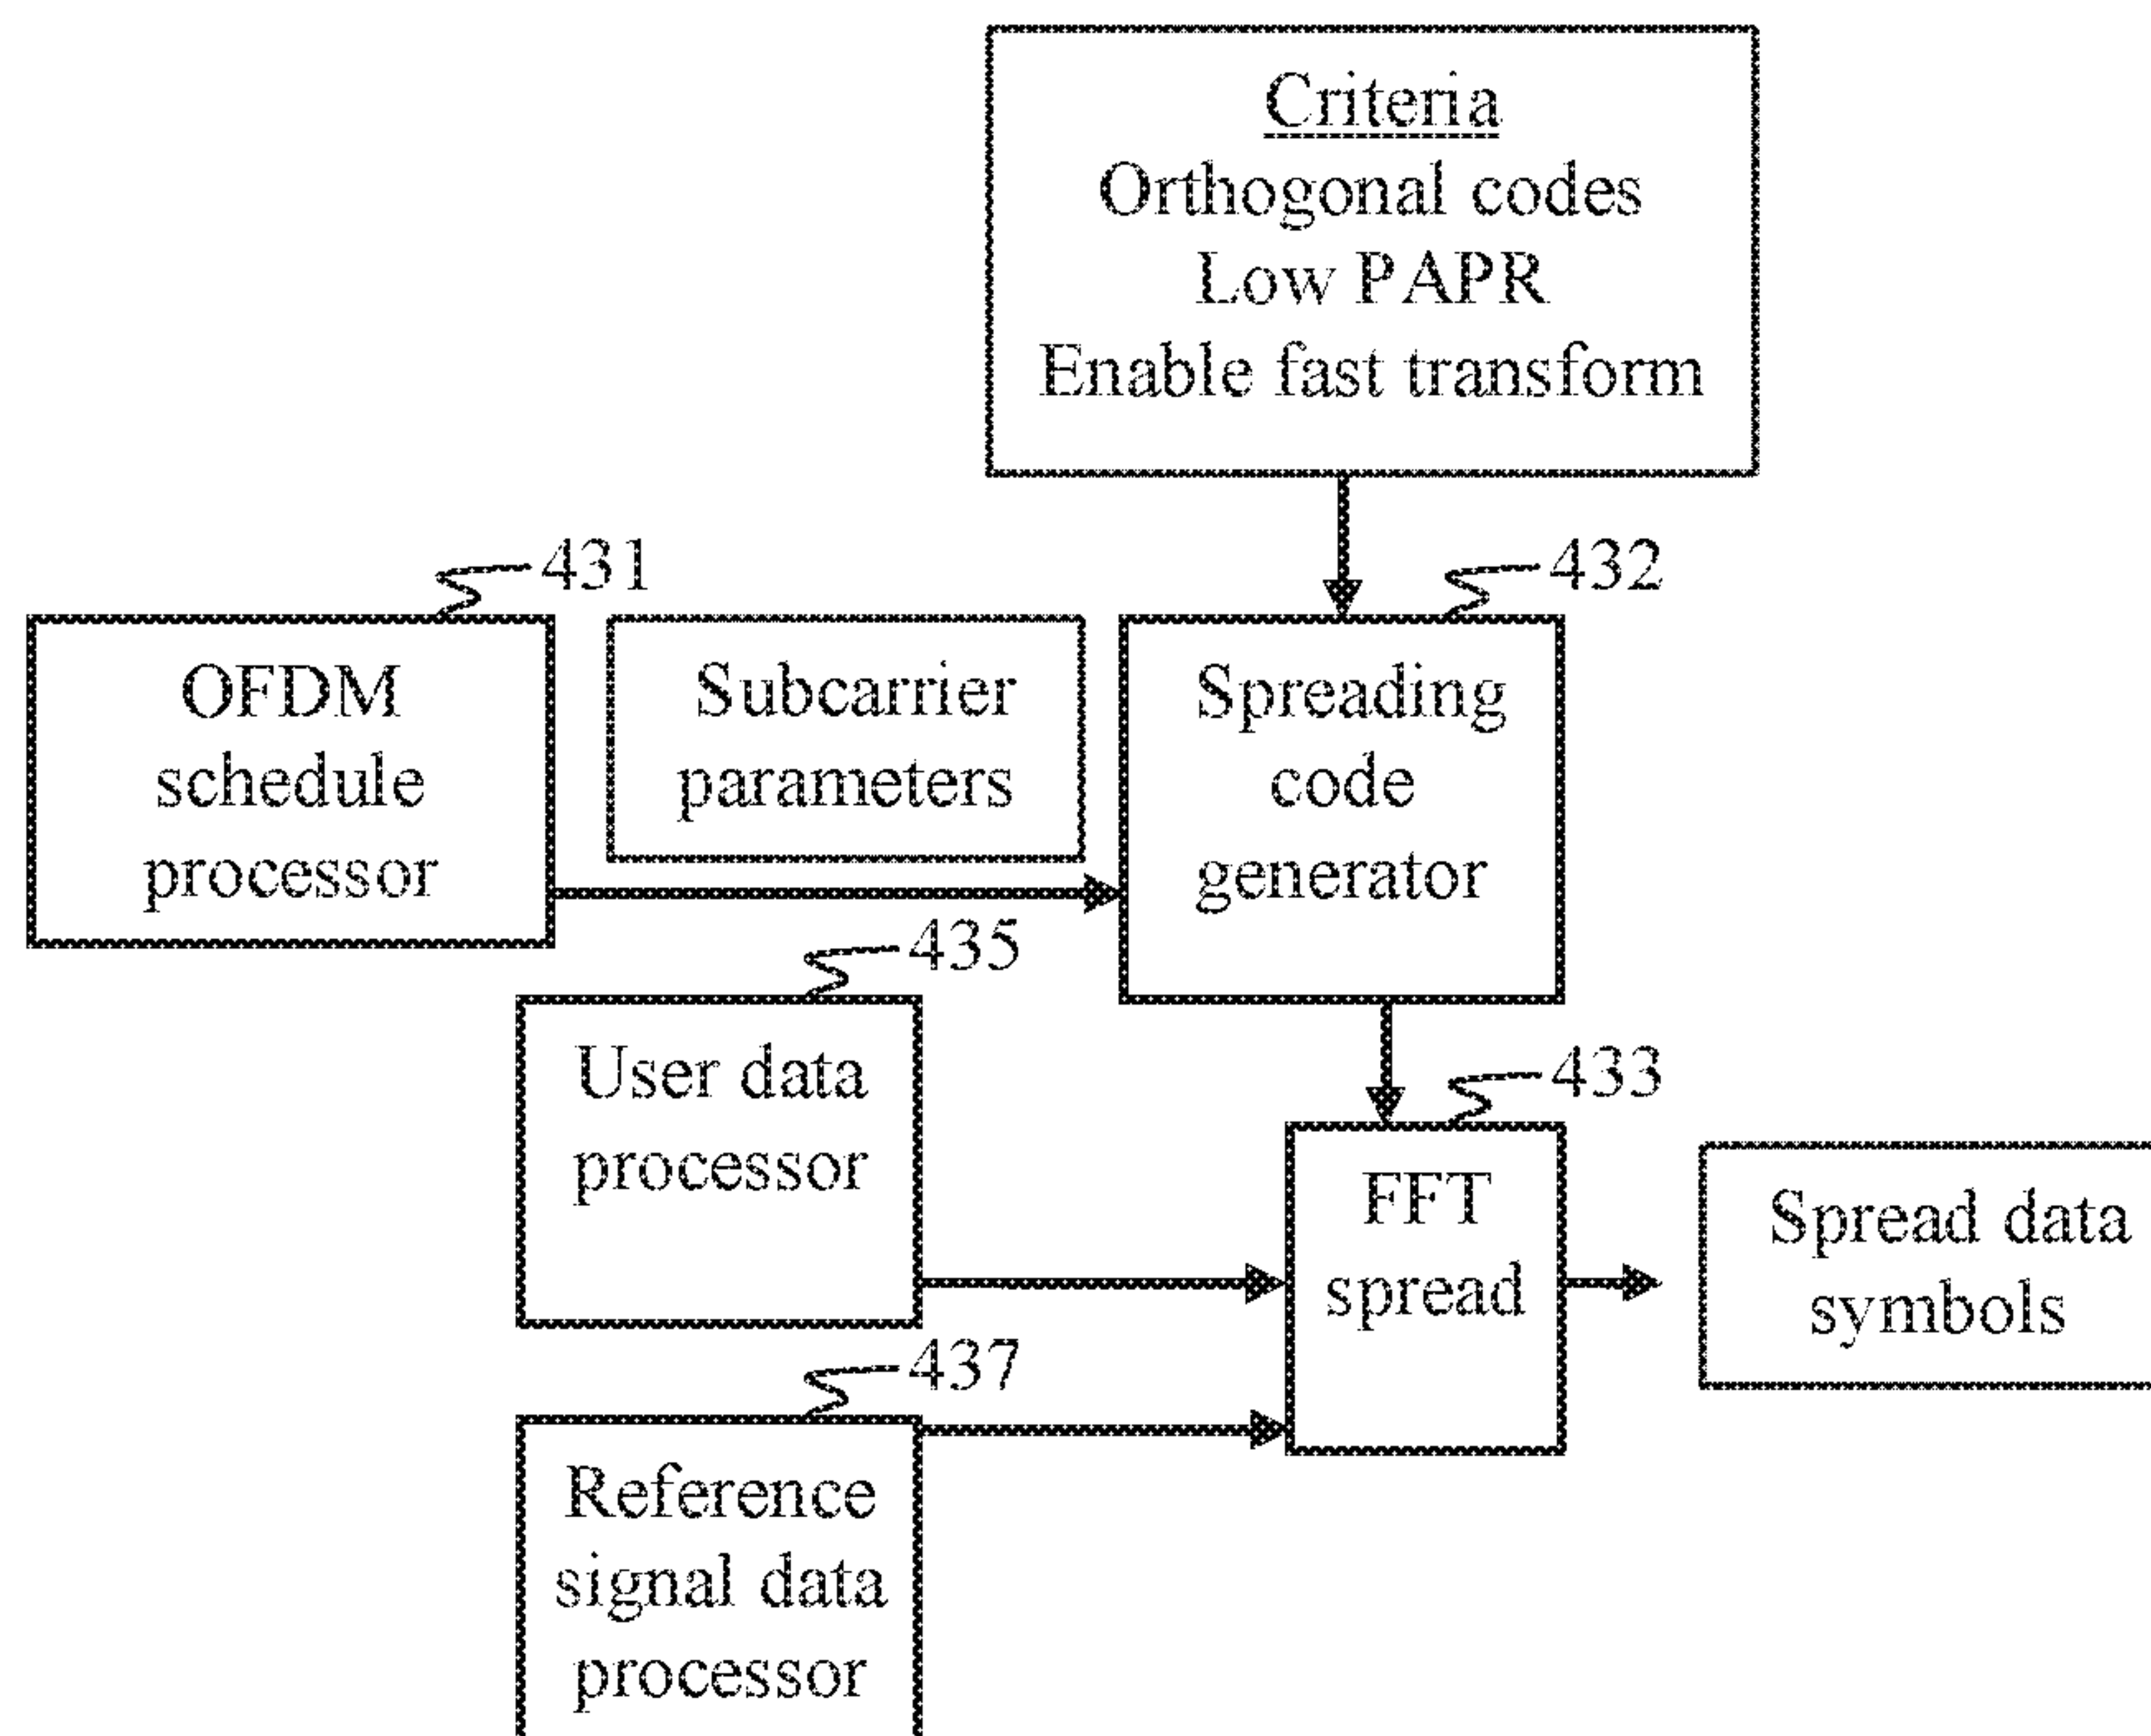 Criteria
Orthogonal codes
Low PAPR
Enable fast transform
431
432
OFDM
schedule
processor
Subcarrier
parameters
Spreading
code
generator
435
User data
processor
433
FFT
spread
Spread data
symbols
437
Reference
signal data
processor